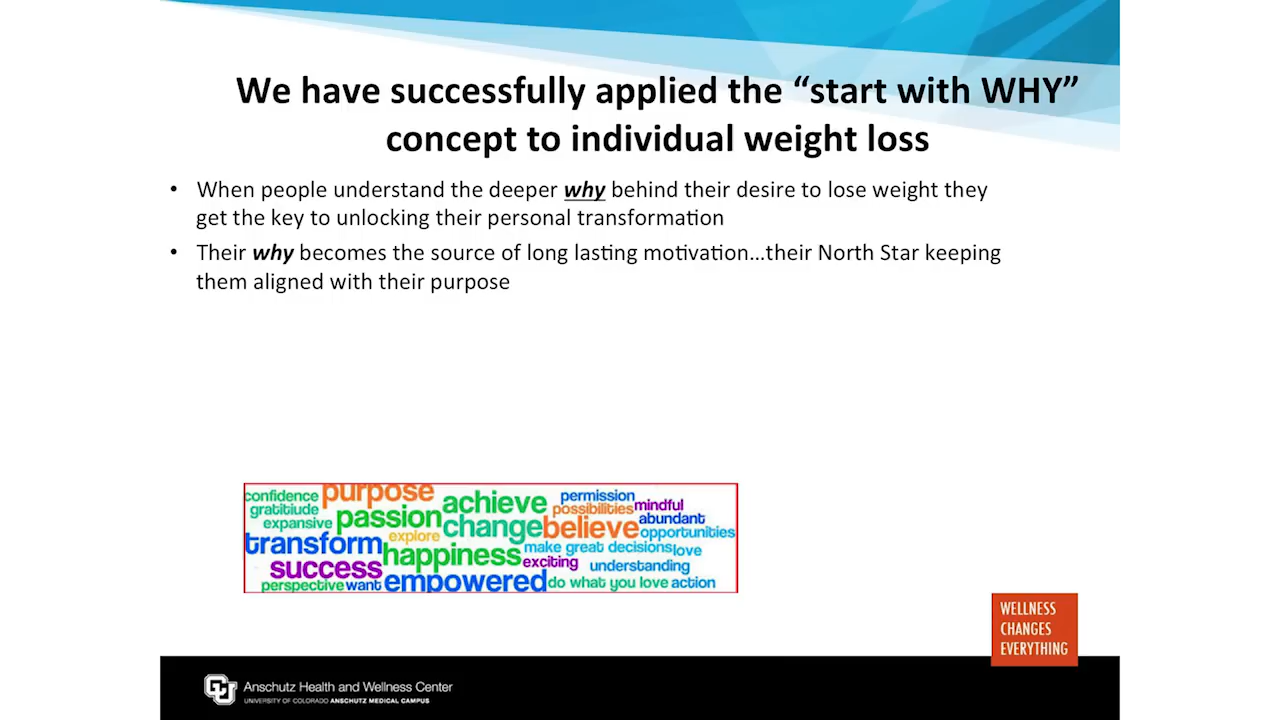 We have successfully applied the “start with WHY”
concept to individual weight loss
• When people understand the deeper why behind their desire to lose weight they
get the key to unlocking their personal transformation
• Their why becomes the source of long lasting motivation…their North Star keeping
them aligned with their purpose
confidence purpose achieve permission mindful
gratitiude passion possibilities abundant
expansive change believe opportunities
transform explore happiness make great decisions love
success exciting understanding
perspective want empowered do what you love action
WELLNESS
CHANGES
EVERYTHING
CU Anschutz Health and Wellness Center
UNIVERSITY OF COLORADO ANSCHUTZ MEDICAL CAMPUS